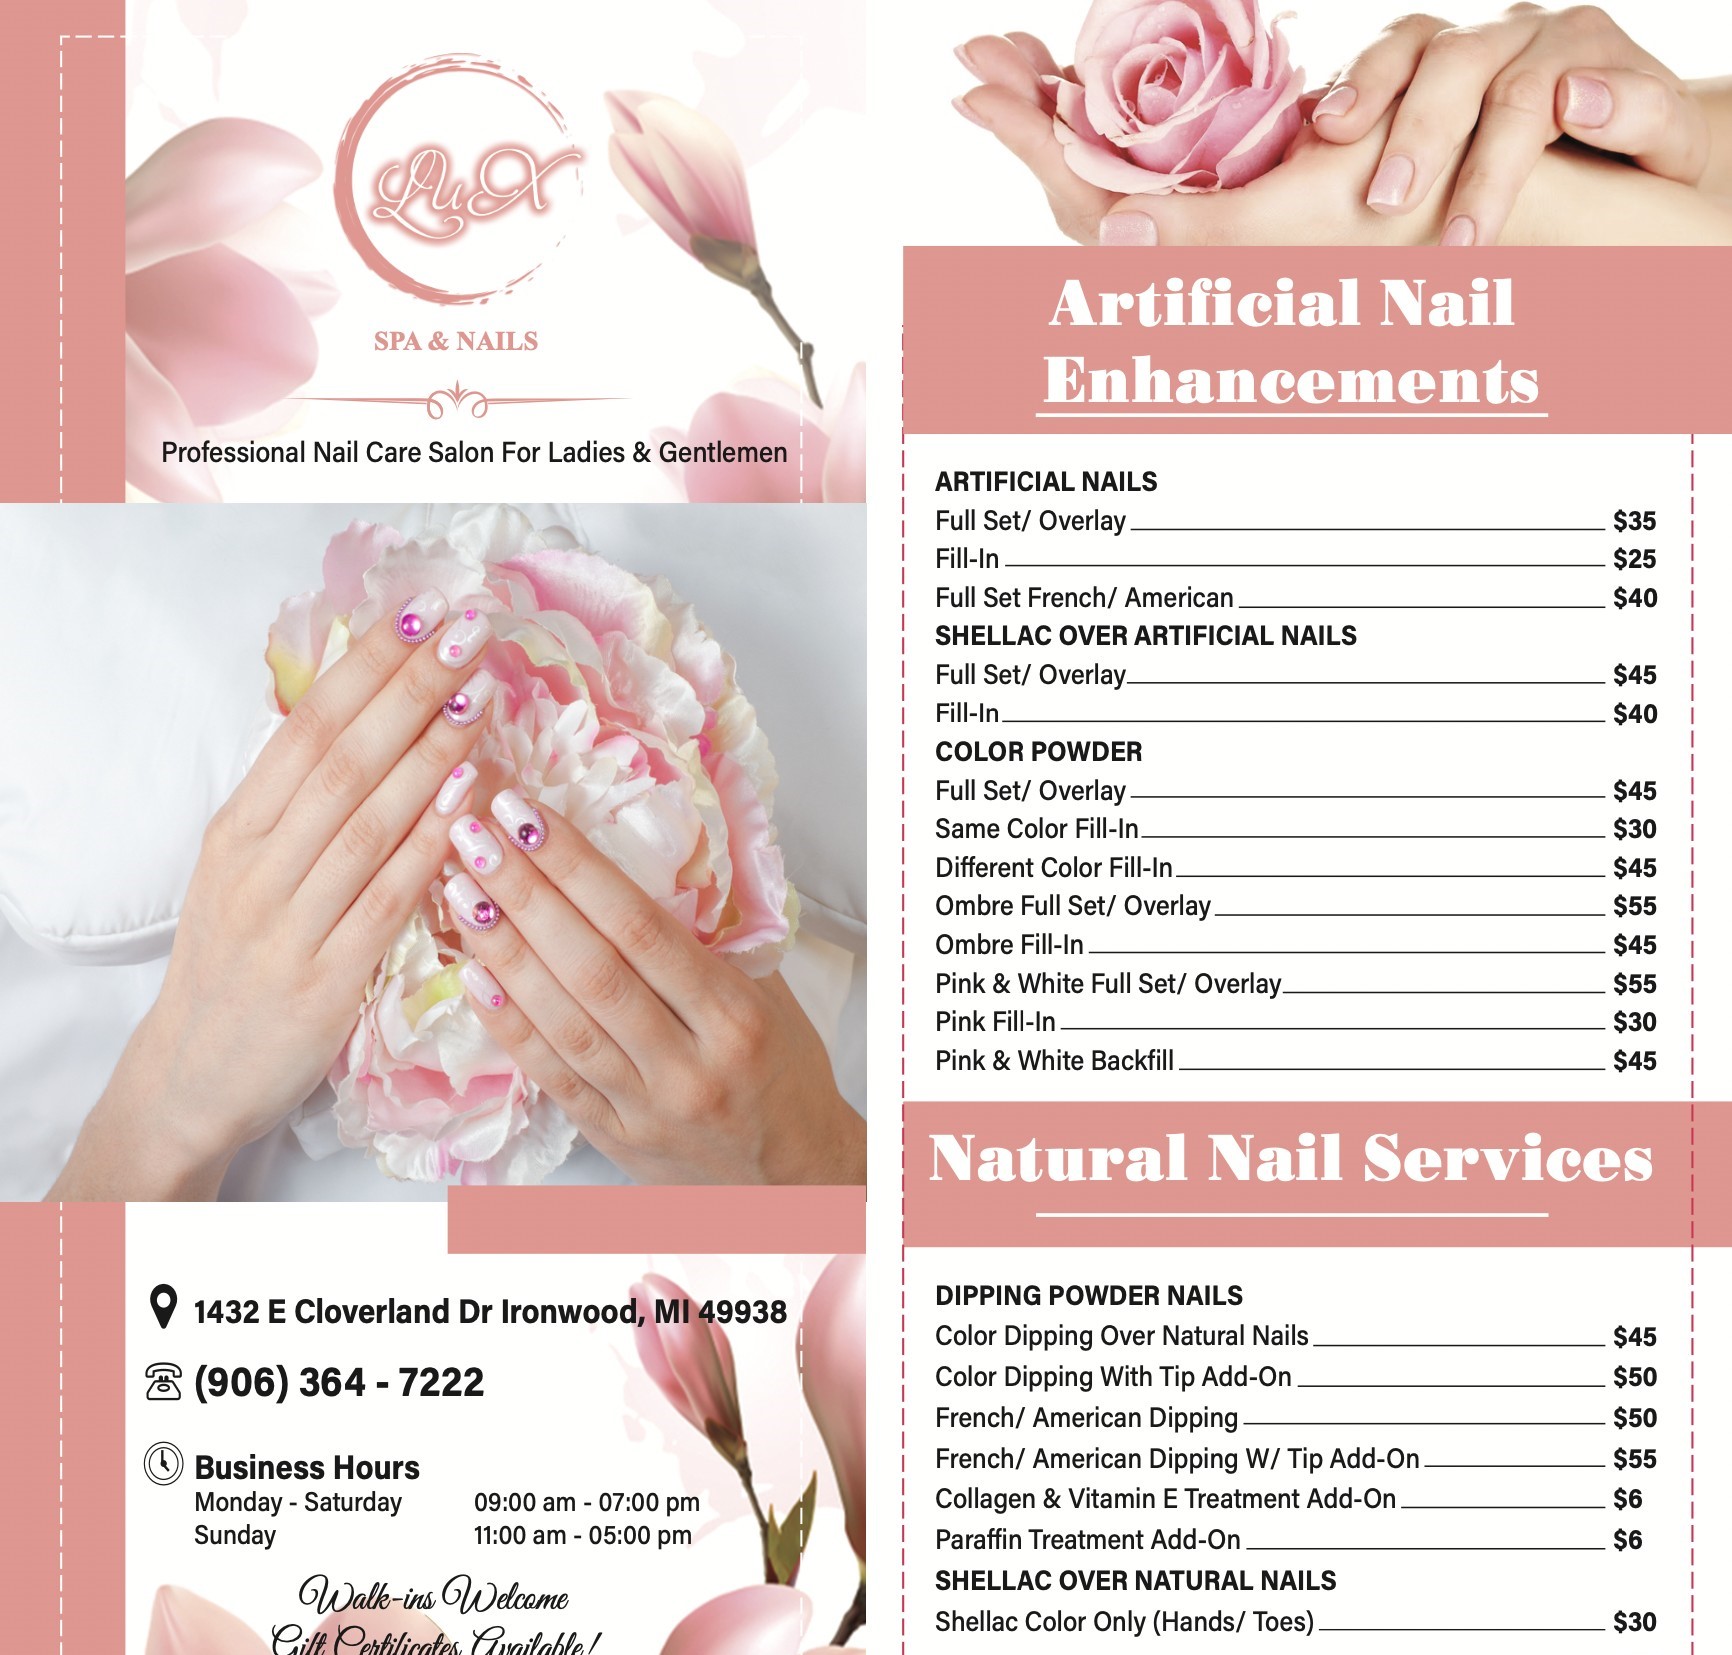 LuX
SPA & NAILS
Professional Nail Care Salon For Ladies & Gentlemen
1432 E Cloverland Dr Ironwood, MI 49938
(906) 364 - 7222
Business Hours
Monday - Saturday 09:00 am - 07:00 pm
Sunday 11:00 am - 05:00 pm
Walk-ins Welcome
Gift Certificates Available!
Artificial Nail
Enhancements
ARTIFICIAL NAILS
Full Set/ Overlay $35
Fill-In $25
Full Set French/ American $40
SHELLAC OVER ARTIFICIAL NAILS
Full Set/ Overlay $45
Fill-In $40
COLOR POWDER
Full Set/ Overlay $45
Same Color Fill-In $30
Different Color Fill-In $45
Ombre Full Set/ Overlay $55
Ombre Fill-In $45
Pink & White Full Set/ Overlay $55
Pink Fill-In $30
Pink & White Backfill $45
Natural Nail Services
DIPPING POWDER NAILS
Color Dipping Over Natural Nails $45
Color Dipping With Tip Add-On $50
French/ American Dipping $50
French/ American Dipping W/ Tip Add-On $55
Collagen & Vitamin E Treatment Add-On $6
Paraffin Treatment Add-On $6
SHELLAC OVER NATURAL NAILS
Shellac Color Only (Hands/ Toes) $30